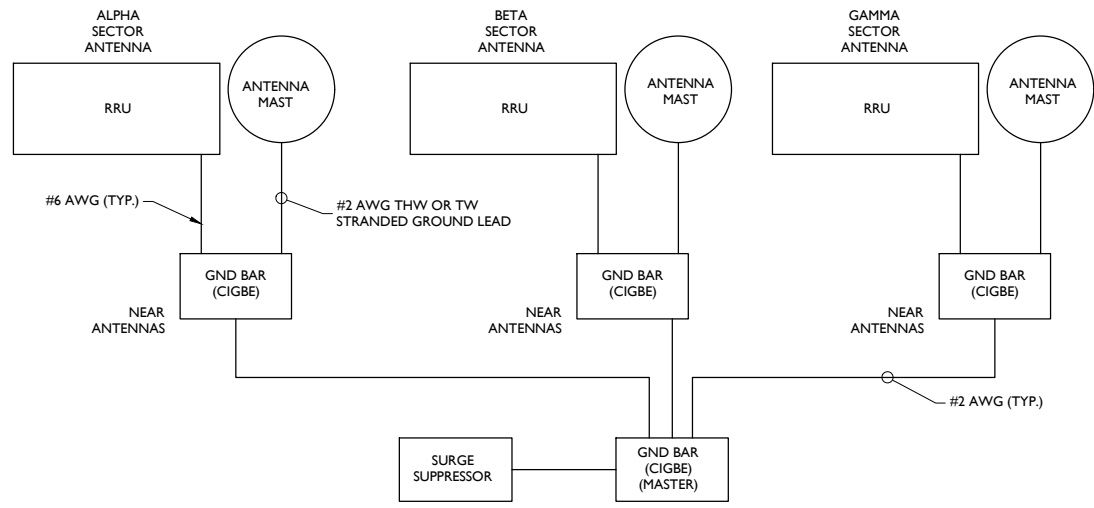 ALPHA
SECTOR
ANTENNA
BETA
SECTOR
ANTENNA
GAMMA
SECTOR
ANTENNA
RRU
ANTENNA
MAST
RRU
ANTENNA
MAST
RRU
ANTENNA
MAST
#6 AWG (TYP.)
#2 AWG THW OR TW
STRANDED GROUND LEAD
GND BAR
(CIGBE)
NEAR
ANTENNAS
GND BAR
(CIGBE)
NEAR
ANTENNAS
GND BAR
(CIGBE)
NEAR
ANTENNAS
#2 AWG (TYP.)
SURGE
SUPPRESSOR
GND BAR
(CIGBE)
(MASTER)